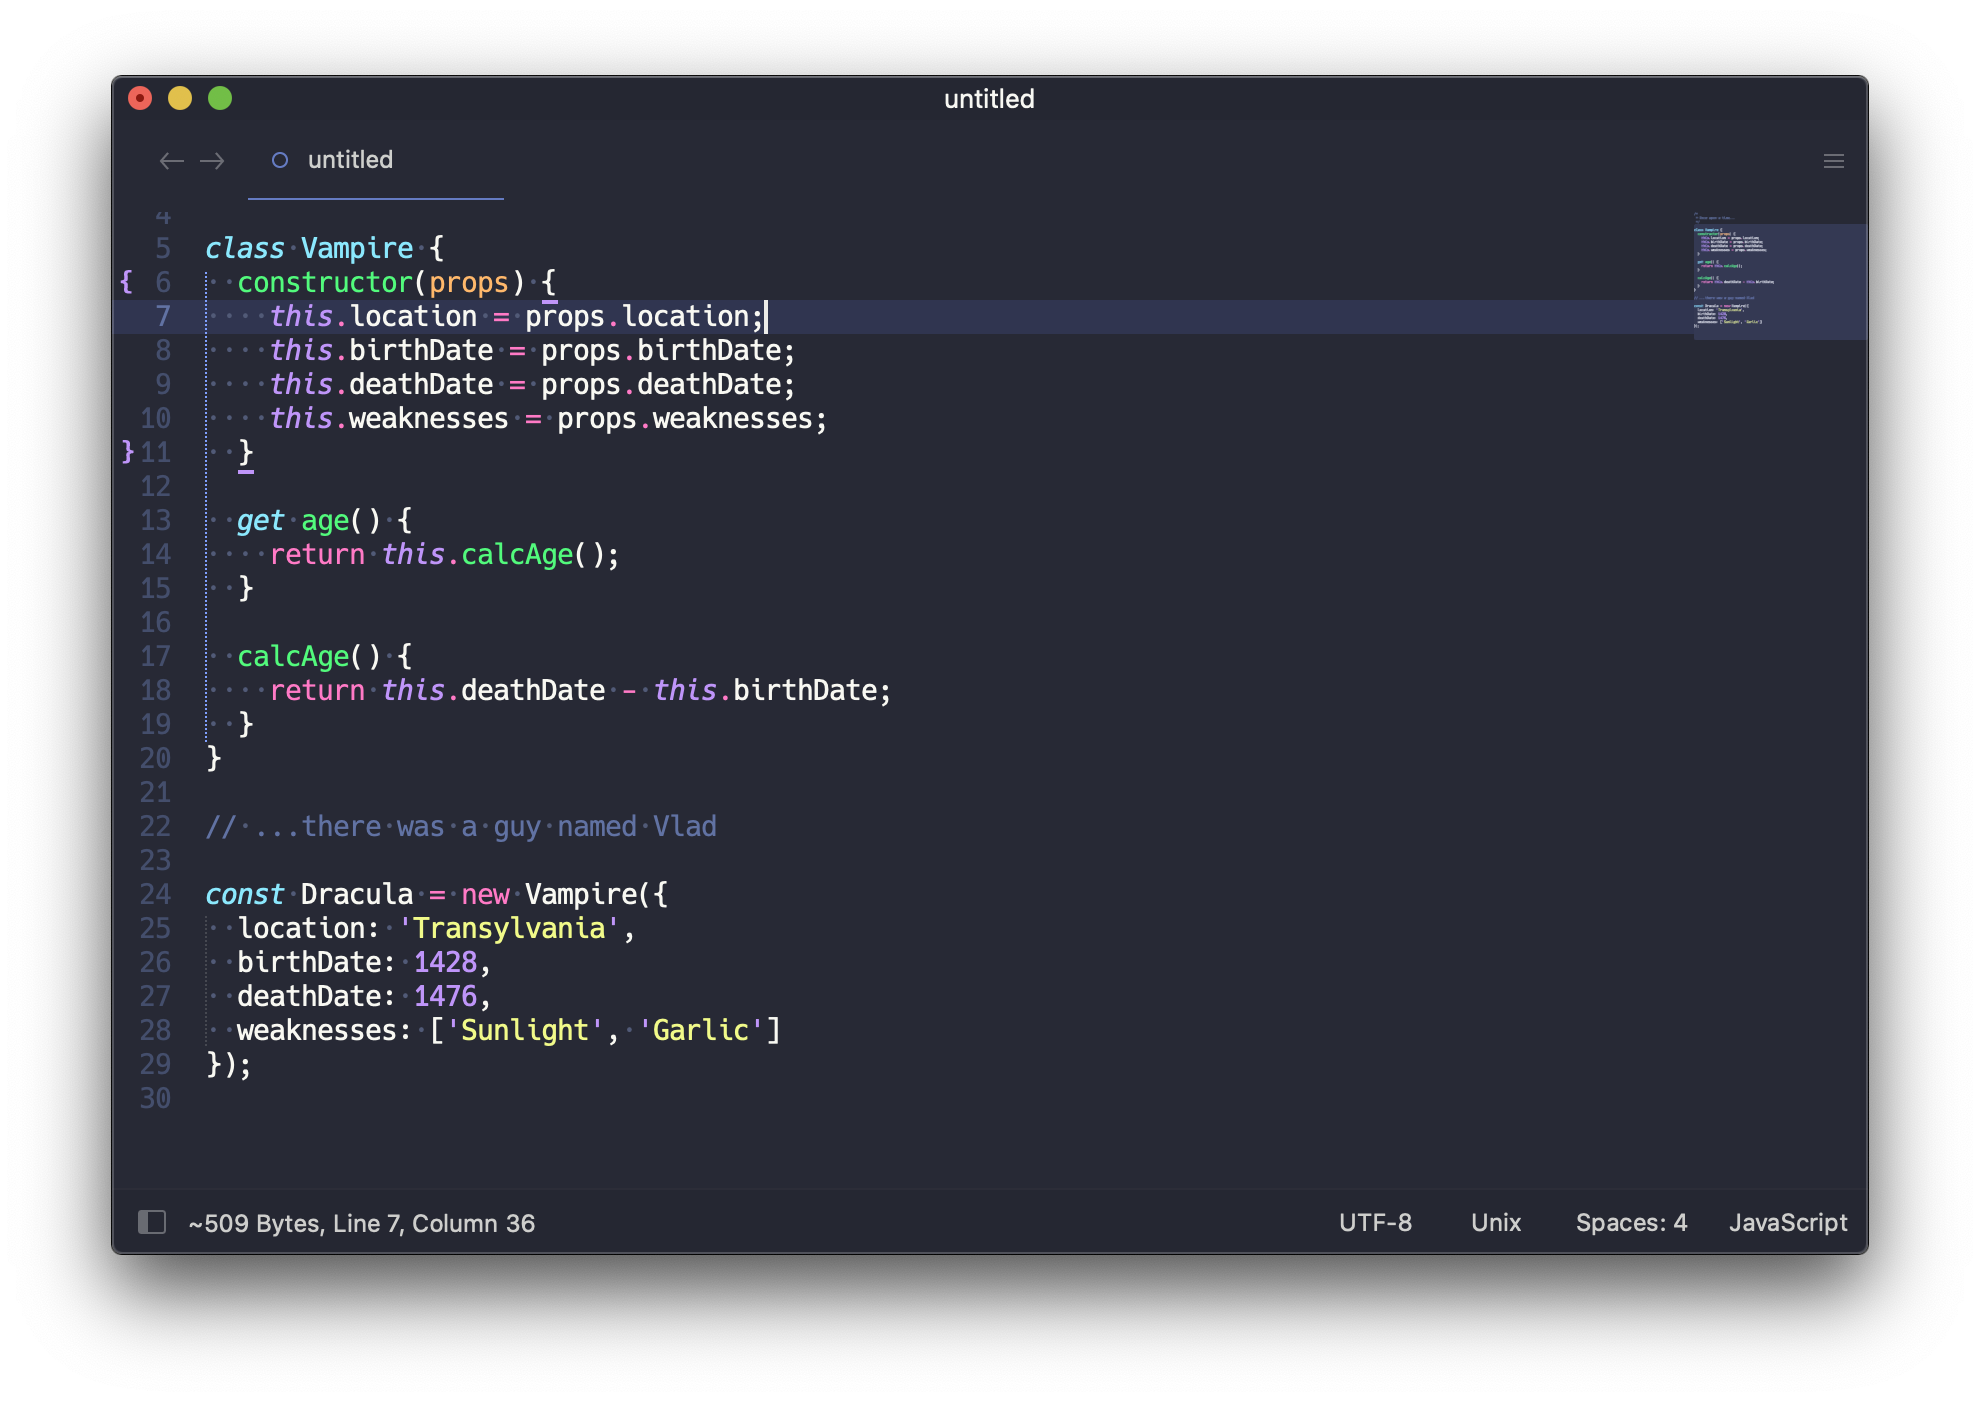 untitled
untitled
4
5 class Vampire {
{ 6   constructor(props) {
7     this.location = props.location;
8     this.birthDate = props.birthDate;
9     this.deathDate = props.deathDate;
10     this.weaknesses = props.weaknesses;
} 11   }
12
13   get age() {
14     return this.calcAge();
15   }
16
17   calcAge() {
18     return this.deathDate - this.birthDate;
19   }
20 }
21
22 // ...there was a guy named Vlad
23
24 const Dracula = new Vampire({
25   location: 'Transylvania',
26   birthDate: 1428,
27   deathDate: 1476,
28   weaknesses: ['Sunlight', 'Garlic']
29 });
30
~509 Bytes, Line 7, Column 36 UTF-8 Unix Spaces: 4 JavaScript